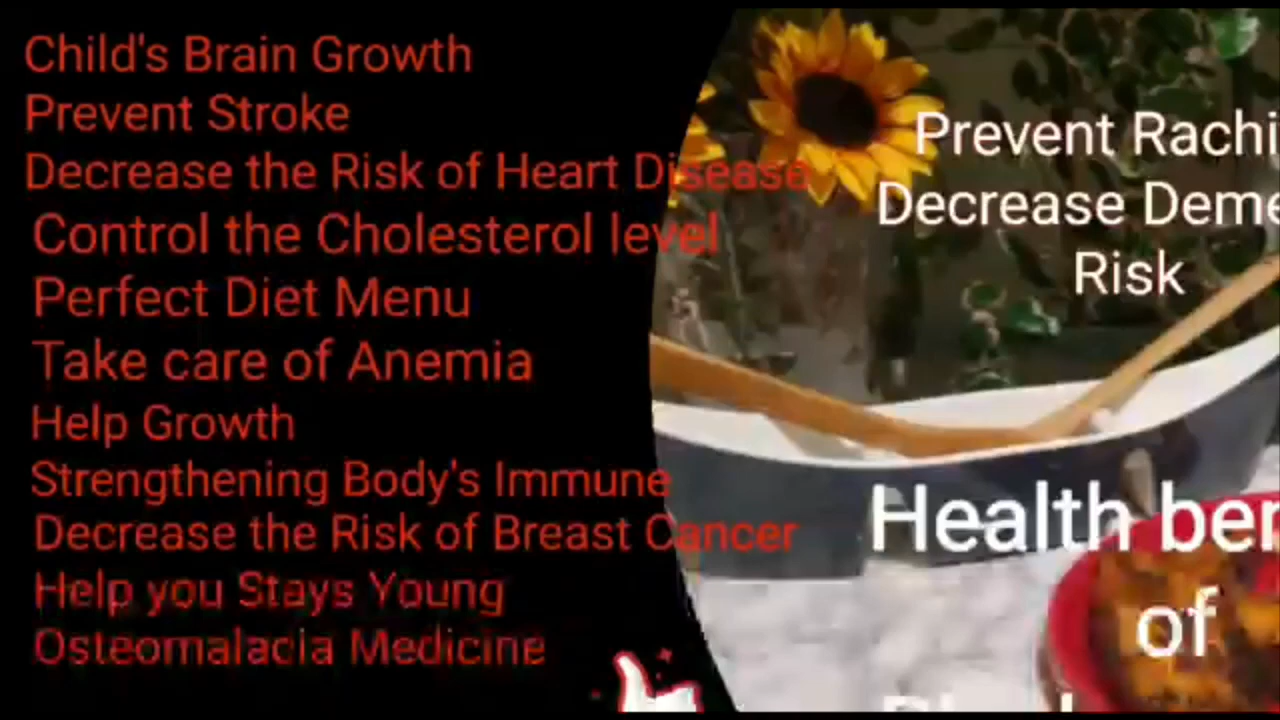 Child's Brain Growth
Prevent Stroke
Decrease the Risk of Heart Disease
Control the Cholesterol level
Perfect Diet Menu
Take care of Anemia
Help Growth
Strengthening Body's Immune
Decrease the Risk of Breast Cancer
Help you Stays Young
Osteomalacia Medicine
Prevent Rachi
Decrease Deme
Risk
Health ben
of